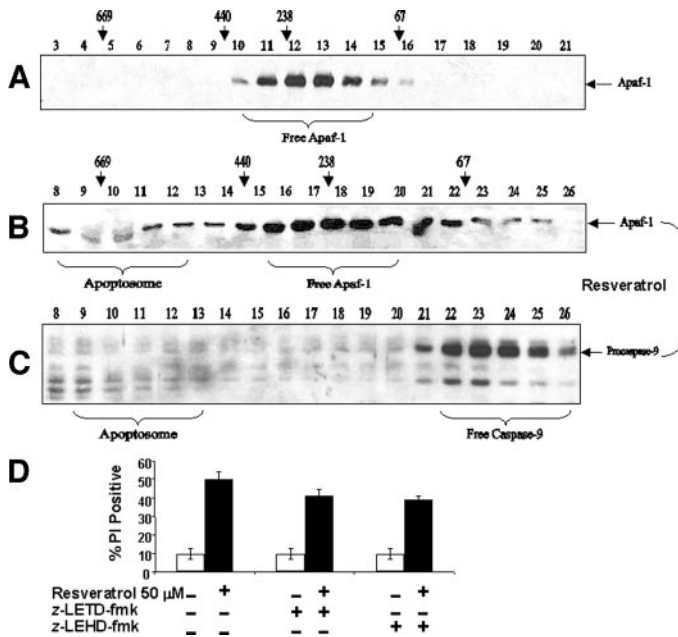 669 440 238 67
3 4 5 6 7 8 9 10 11 12 13 14 15 16 17 18 19 20 21
A Apaf-1
Free Apaf-1
669 440 238 67
8 9 10 11 12 13 14 15 16 17 18 19 20 21 22 23 24 25 26
B Apaf-1
Apoptosome Free Apaf-1
Resveratrol
8 9 10 11 12 13 14 15 16 17 18 19 20 21 22 23 24 25 26
C Procaspase-9
Apoptosome Free Caspase-9
D
% PI Positive
60
50
40
30
20
10
0
Resveratrol 50 μM - + - + - +
z-LETD-fmk - - + + - -
z-LEHD-fmk - - - - + +